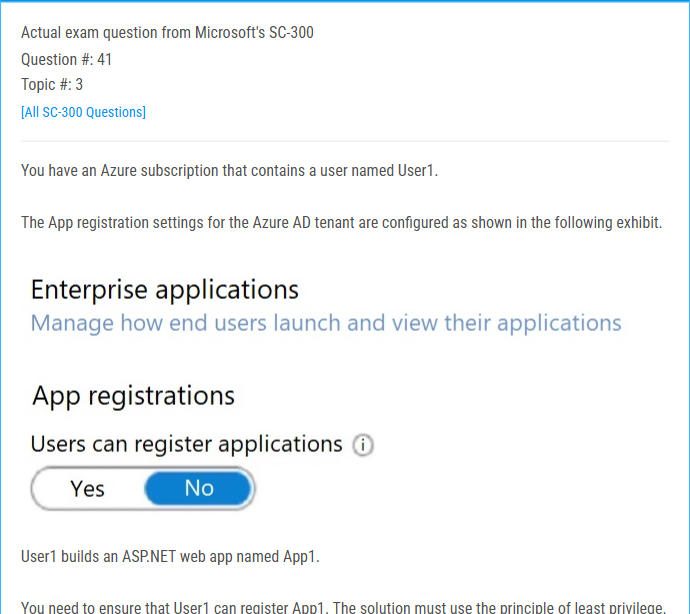 Actual exam question from Microsoft's SC-300
Question #: 41
Topic #: 3
[All SC-300 Questions]
You have an Azure subscription that contains a user named User1.
The App registration settings for the Azure AD tenant are configured as shown in the following exhibit.
Enterprise applications
Manage how end users launch and view their applications
App registrations
Users can register applications i
Yes No
User1 builds an ASP.NET web app named App1.
You need to ensure that User1 can register App1. The solution must use the principle of least privilege.